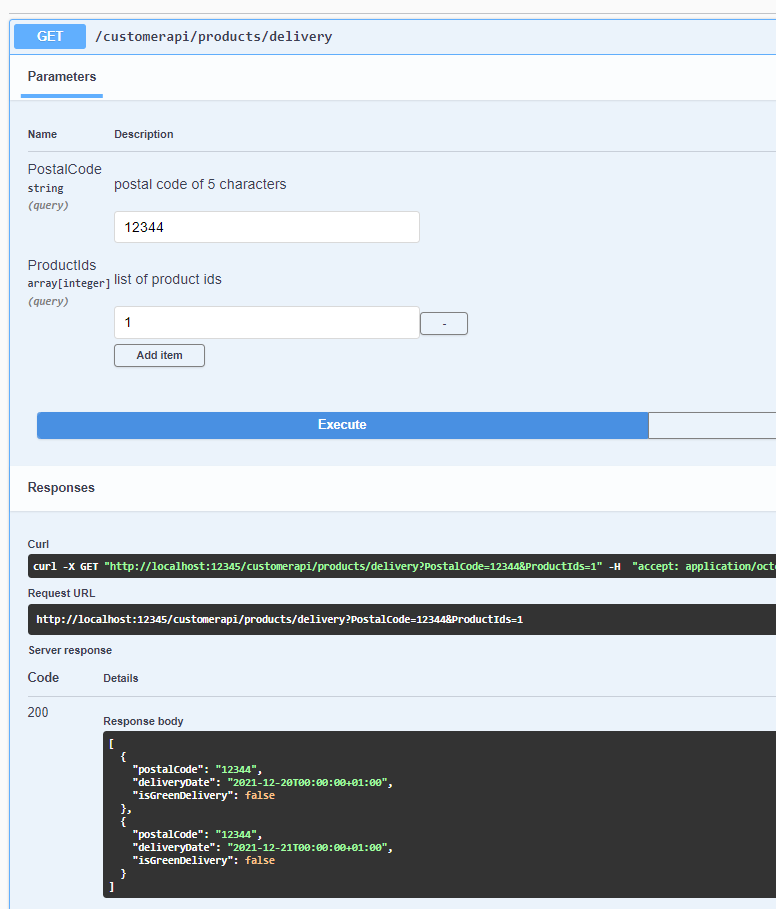 GET /customerapi/products/delivery
Parameters
Name Description
PostalCode
string
(query)
postal code of 5 characters
12344
ProductIds
array[integer]
(query)
list of product ids
1 -
Add item
Execute
Responses
Curl
curl -X GET "http://localhost:12345/customerapi/products/delivery?PostalCode=12344&ProductIds=1" -H  "accept: application/oct
Request URL
http://localhost:12345/customerapi/products/delivery?PostalCode=12344&ProductIds=1
Server response
Code Details
200
Response body
[
  {
    "postalCode": "12344",
    "deliveryDate": "2021-12-20T00:00:00+01:00",
    "isGreenDelivery": false
  },
  {
    "postalCode": "12344",
    "deliveryDate": "2021-12-21T00:00:00+01:00",
    "isGreenDelivery": false
  }
]